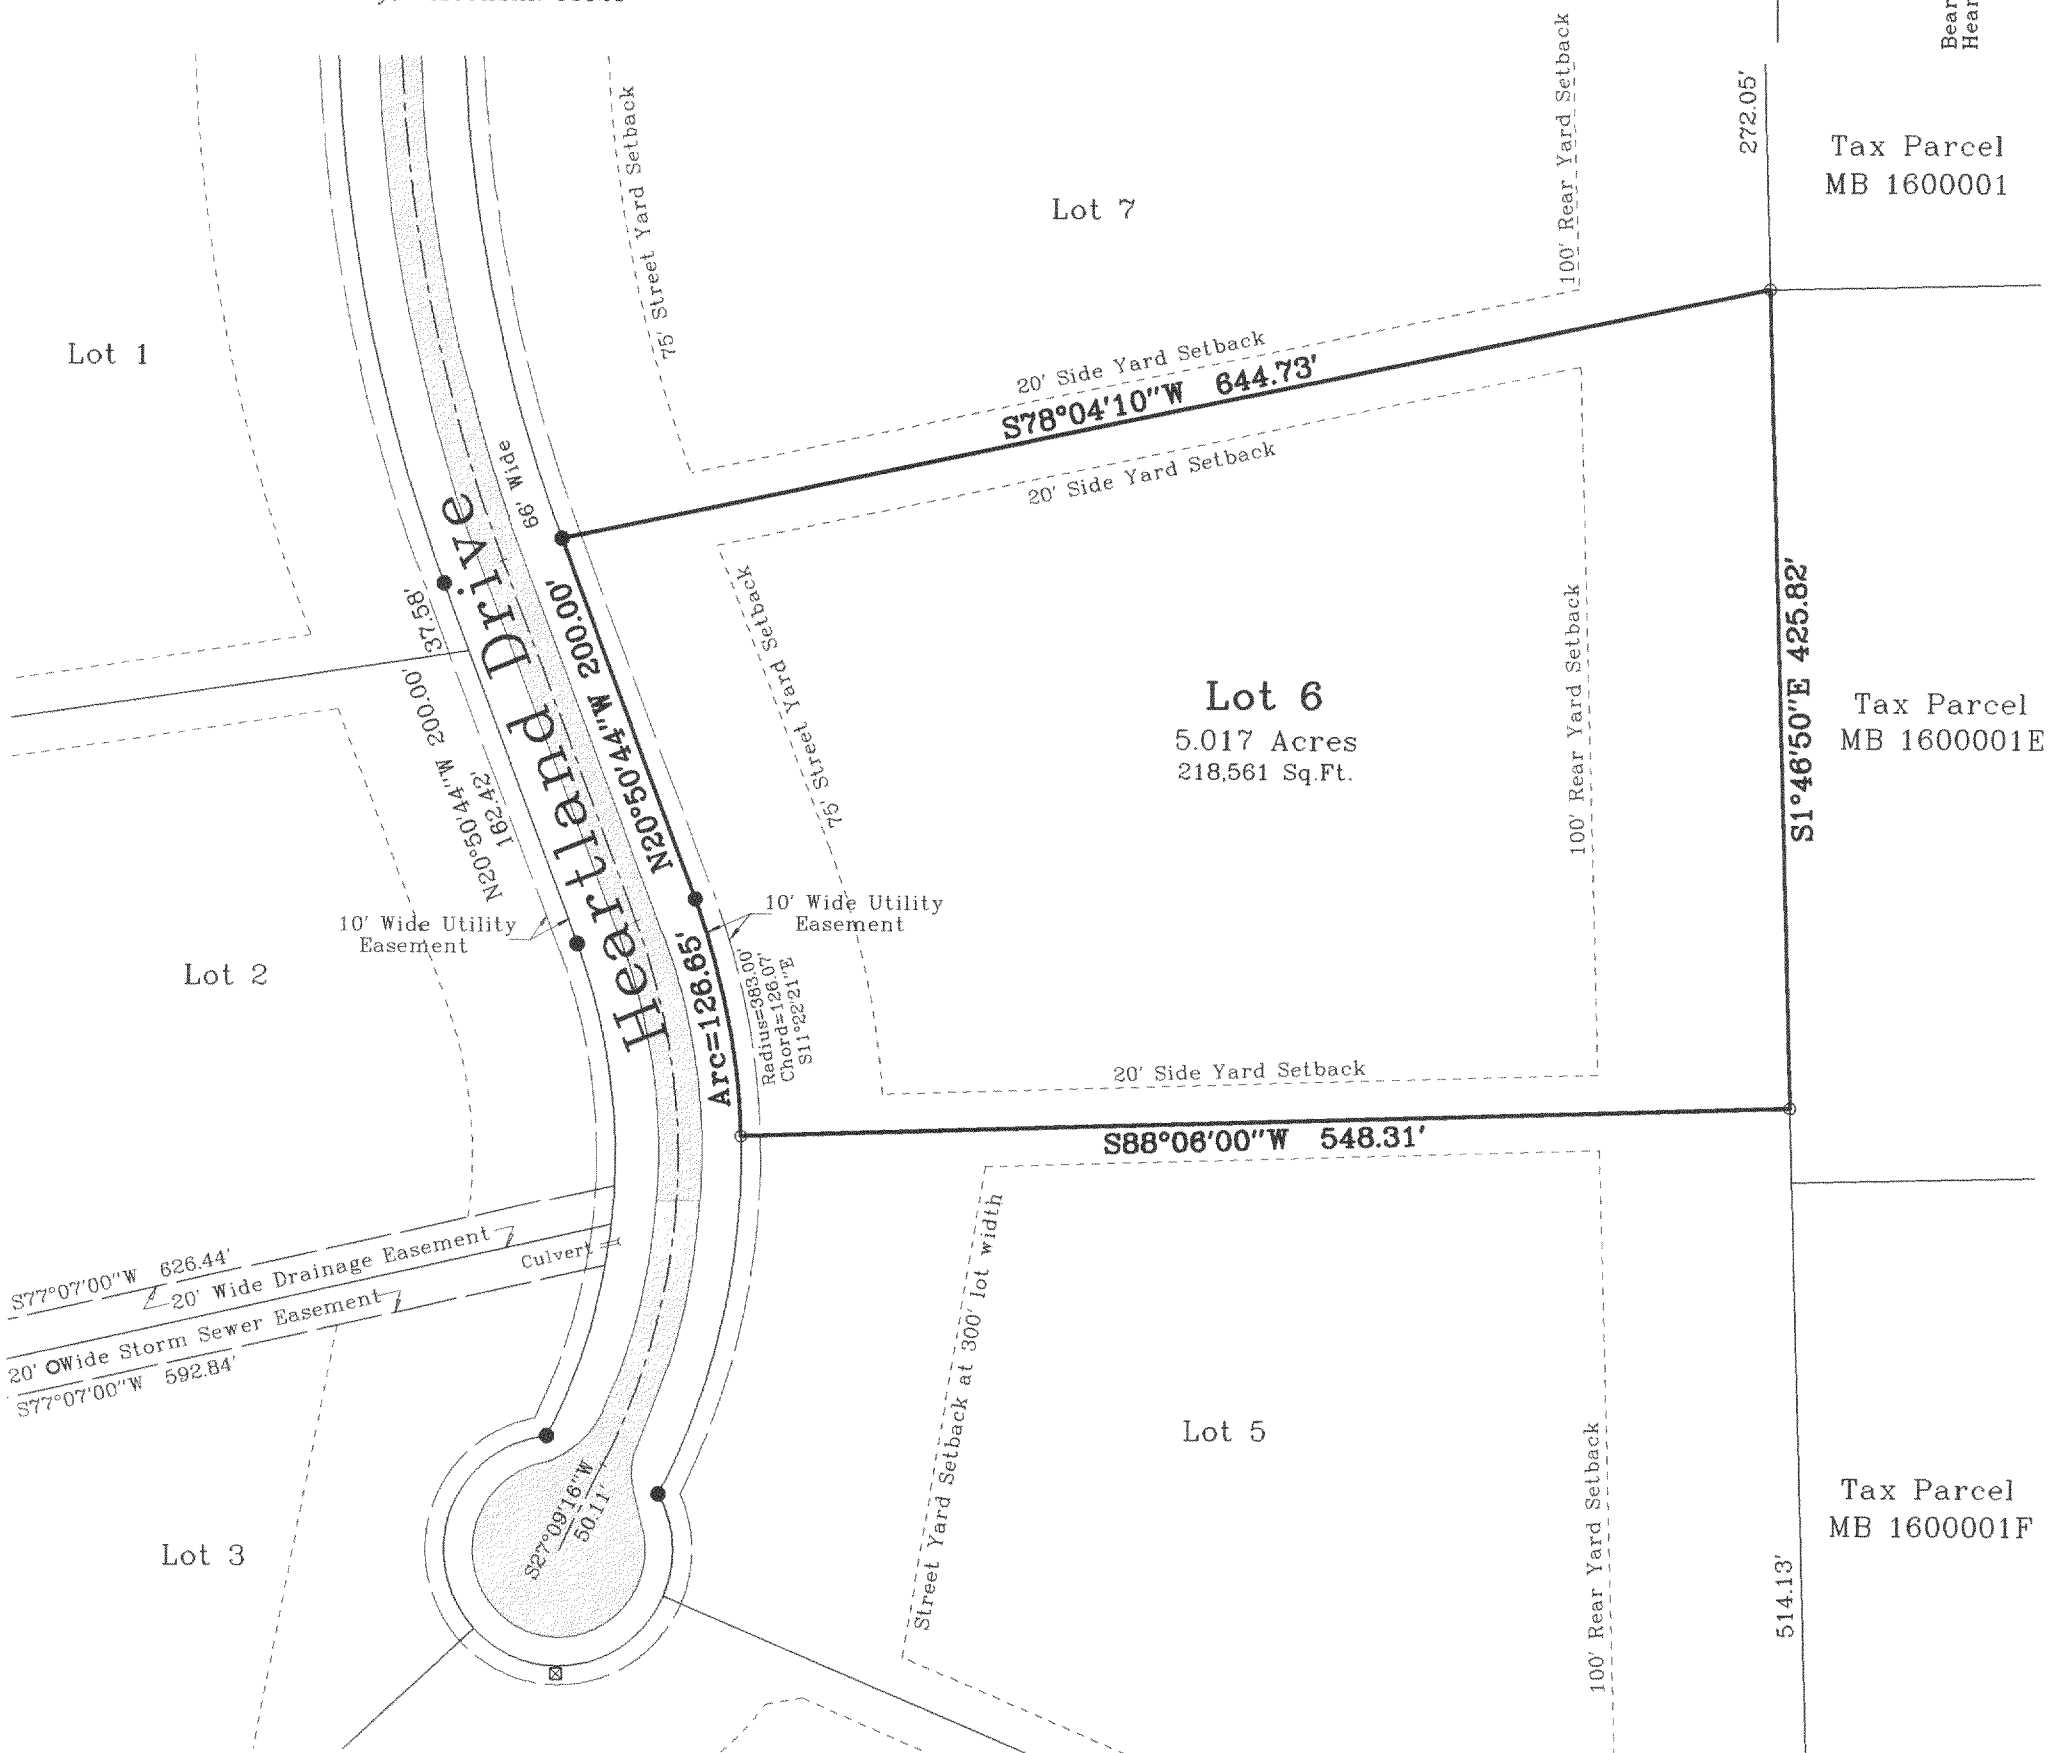 Bear
Hear
272.05'
Tax Parcel
MB 1600001
75' Street Yard Setback
100' Rear Yard Setback
Lot 7
Lot 1
20' Side Yard Setback
S78°04'10"W 644.73'
20' Side Yard Setback
66' Wide
Heartland Drive
37.58'
N20°50'44"W 200.00'
162.42'
N20°50'44"W 200.00'
75' Street Yard Setback
Lot 6
5.017 Acres
218,561 Sq.Ft.
100' Rear Yard Setback
S1°46'50"E 425.82'
Tax Parcel
MB 1600001E
10' Wide Utility
Easement
10' Wide Utility
Easement
Lot 2
Arc=126.65'
Radius=383.00'
Chord=126.07'
S11°22'21"E
20' Side Yard Setback
S88°06'00"W 548.31'
S77°07'00"W 626.44'
20' Wide Drainage Easement
Culvert
20' Wide Storm Sewer Easement
S77°07'00"W 592.84'
Street Yard Setback at 300' lot width
Lot 5
100' Rear Yard Setback
S27°09'16"W
50.11'
Lot 3
Tax Parcel
MB 1600001F
514.13'